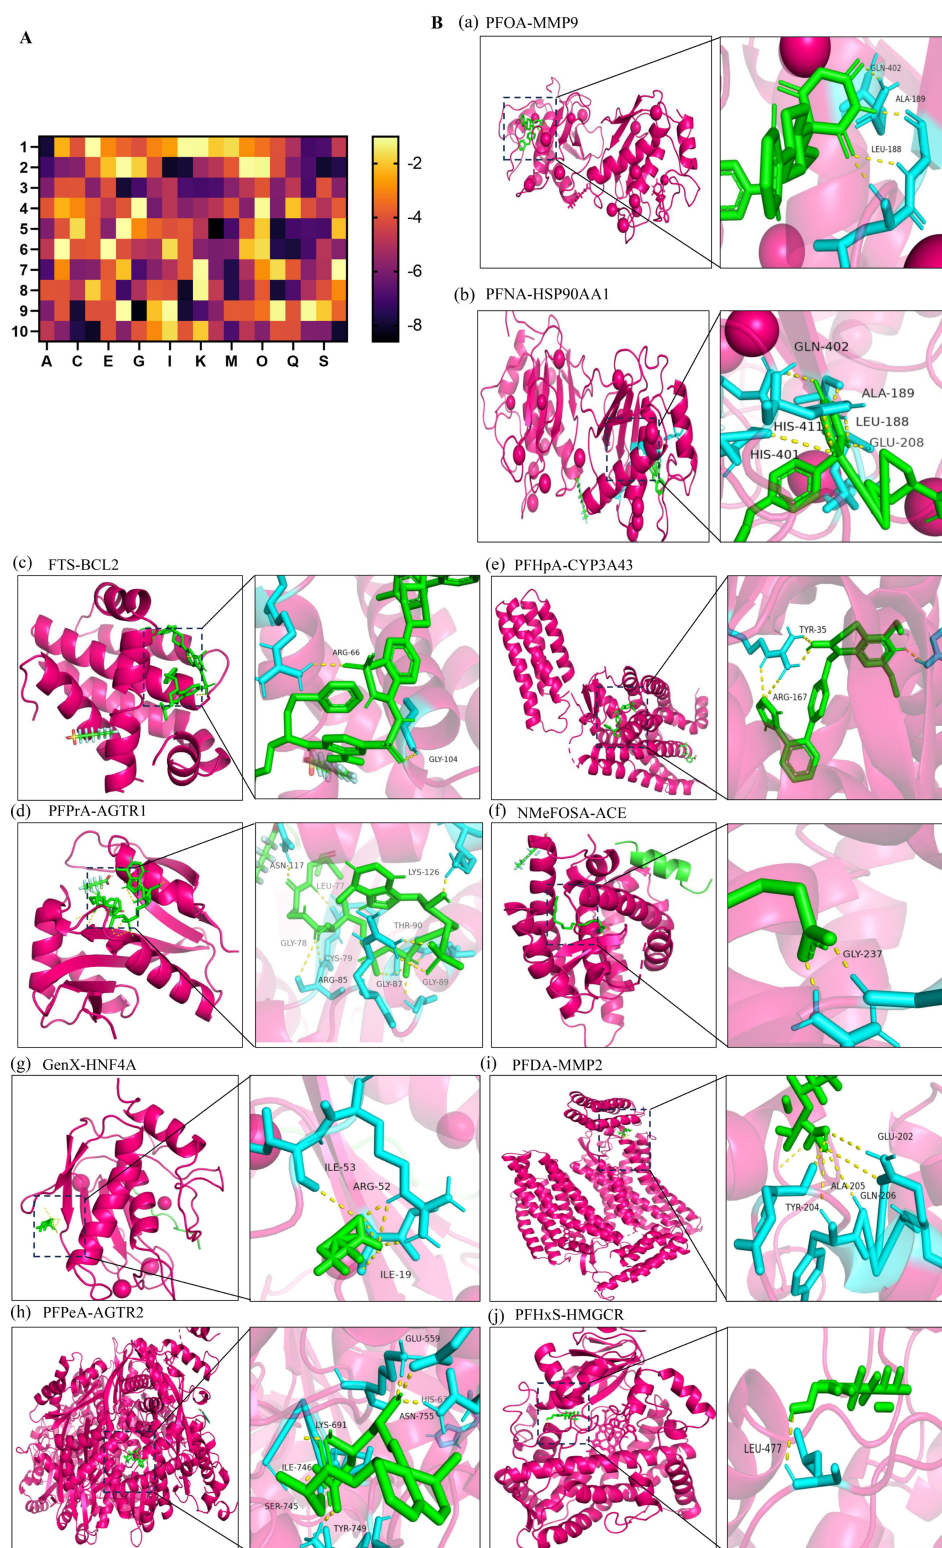 A
1
2
3
4
5
6
7
8
9
10
A C E G I K M O Q S
-2
-4
-6
-8
B (a) PFOA-MMP9
GLN-402
ALA-189
LEU-188
(b) PFNA-HSP90AA1
GLN-402
ALA-189
LEU-188
HIS-411
GLU-208
HIS-401
(c) FTS-BCL2
ARG-66
GLY-104
(e) PFHpA-CYP3A43
TYR-35
ARG-167
(d) PFPrA-AGTR1
ASN-117
LYS-126
LEU-77
THR-90
GLY-78
CYS-79
ARG-85
GLY-87
GLY-89
(f) NMeFOSA-ACE
GLY-237
(g) GenX-HNF4A
ILE-53
ARG-52
ILE-19
(i) PFDA-MMP2
GLU-202
ALA-205
GLN-206
TYR-204
(h) PFPeA-AGTR2
GLU-559
ASN-755
LYS-691
ILE-746
SER-745
TYR-749
(j) PFHxS-HMGCR
LEU-477